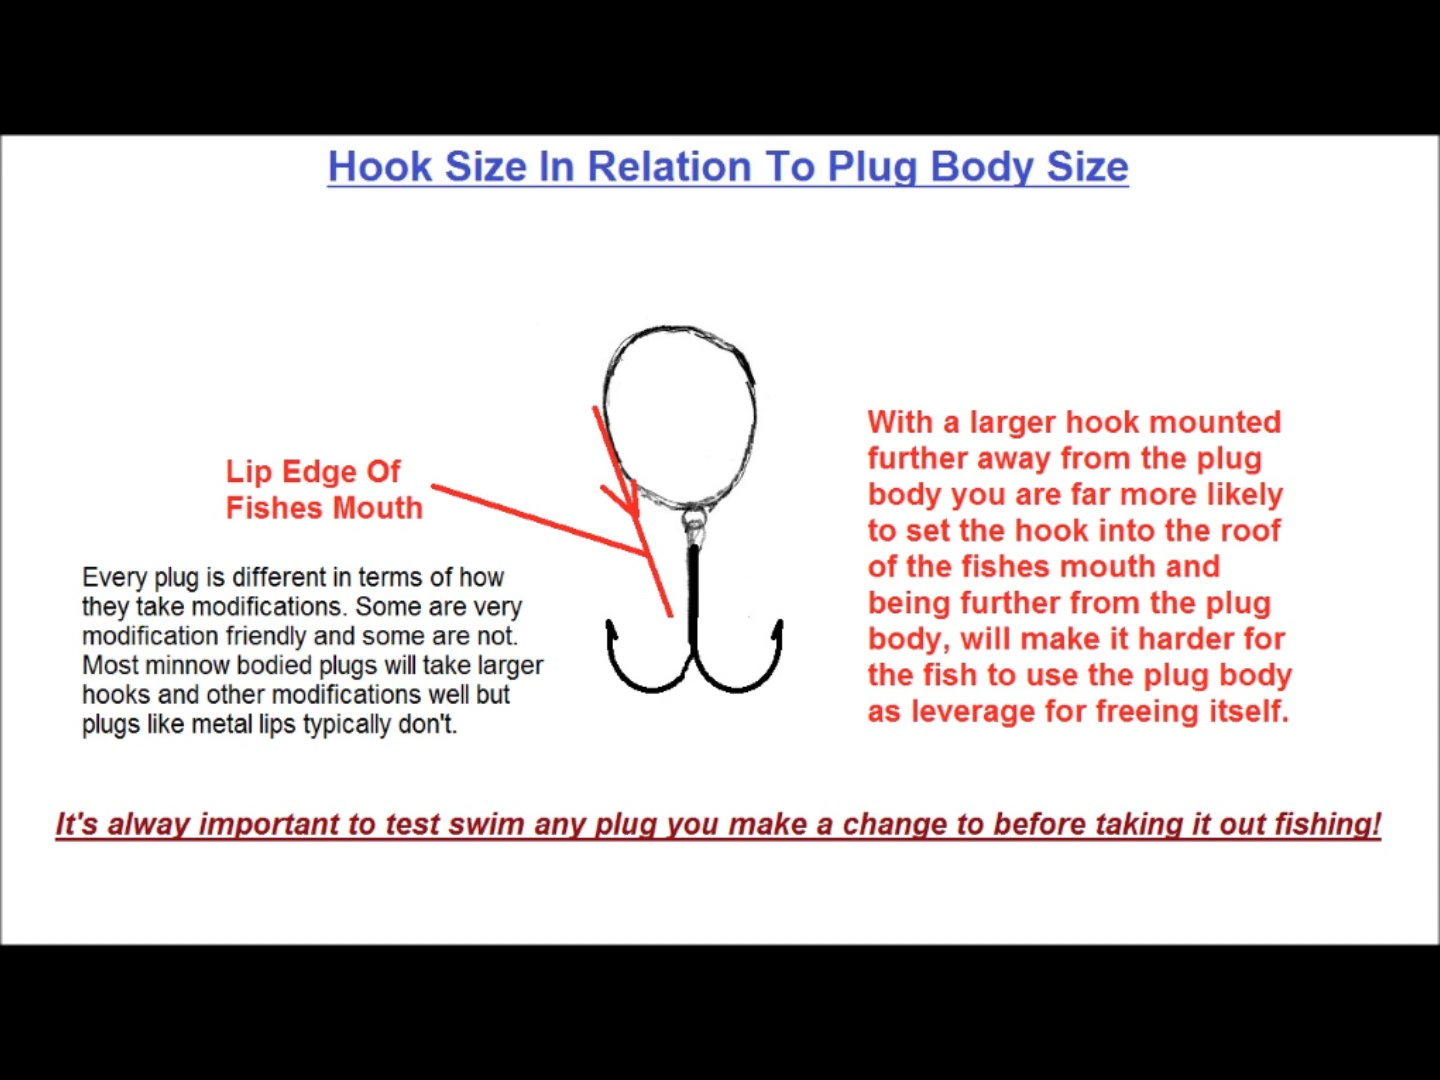 Hook Size In Relation To Plug Body Size
Lip Edge Of
Fishes Mouth
Every plug is different in terms of how
they take modifications. Some are very
modification friendly and some are not.
Most minnow bodied plugs will take larger
hooks and other modifications well but
plugs like metal lips typically don't.
With a larger hook mounted
further away from the plug
body you are far more likely
to set the hook into the roof
of the fishes mouth and
being further from the plug
body, will make it harder for
the fish to use the plug body
as leverage for freeing itself.
It's alway important to test swim any plug you make a change to before taking it out fishing!